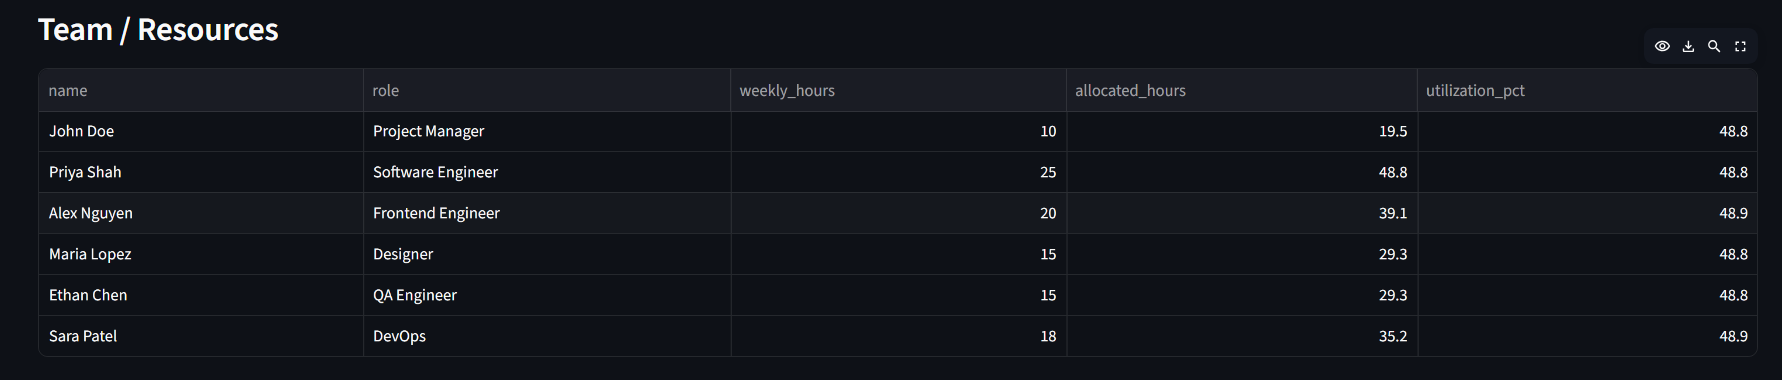 Team / Resources
name role weekly_hours allocated_hours utilization_pct
John Doe Project Manager 10 19.5 48.8
Priya Shah Software Engineer 25 48.8 48.8
Alex Nguyen Frontend Engineer 20 39.1 48.9
Maria Lopez Designer 15 29.3 48.8
Ethan Chen QA Engineer 15 29.3 48.8
Sara Patel DevOps 18 35.2 48.9